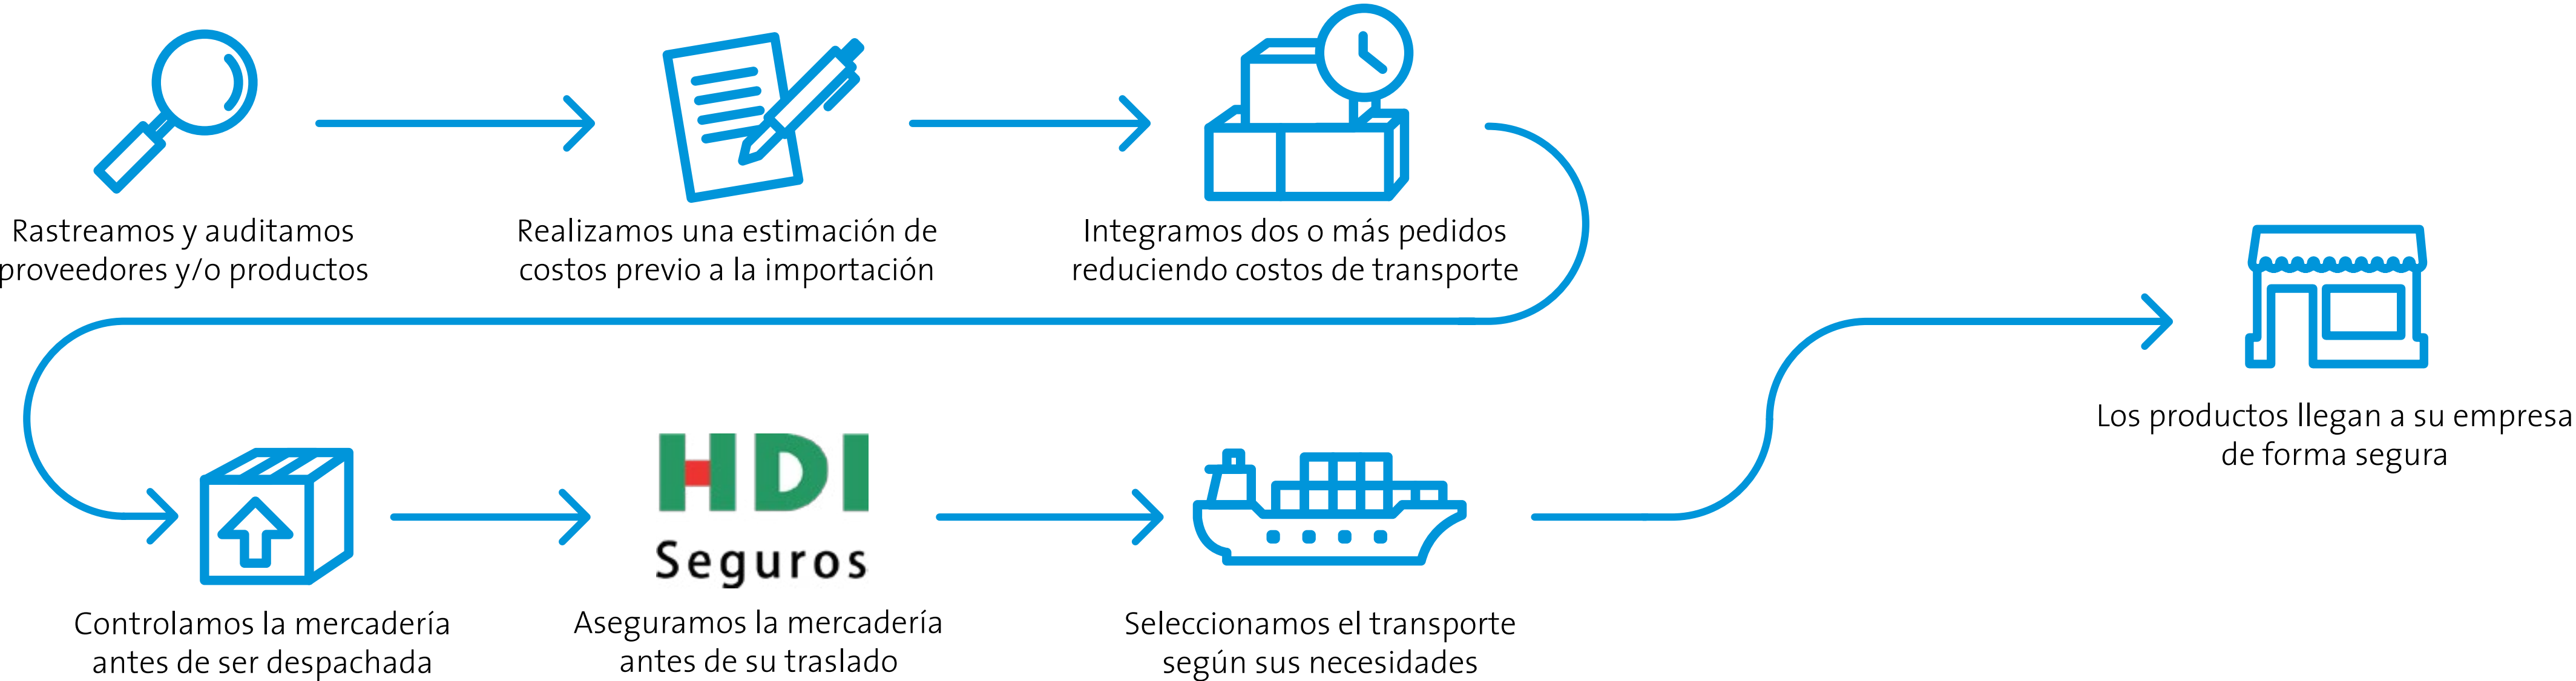 Rastreamos y auditamos
proveedores y/o productos
Realizamos una estimación de
costos previo a la importación
Integramos dos o más pedidos
reduciendo costos de transporte
Los productos llegan a su empresa
de forma segura
HDI
Seguros
Controlamos la mercadería
antes de ser despachada
Aseguramos la mercadería
antes de su traslado
Seleccionamos el transporte
según sus necesidades